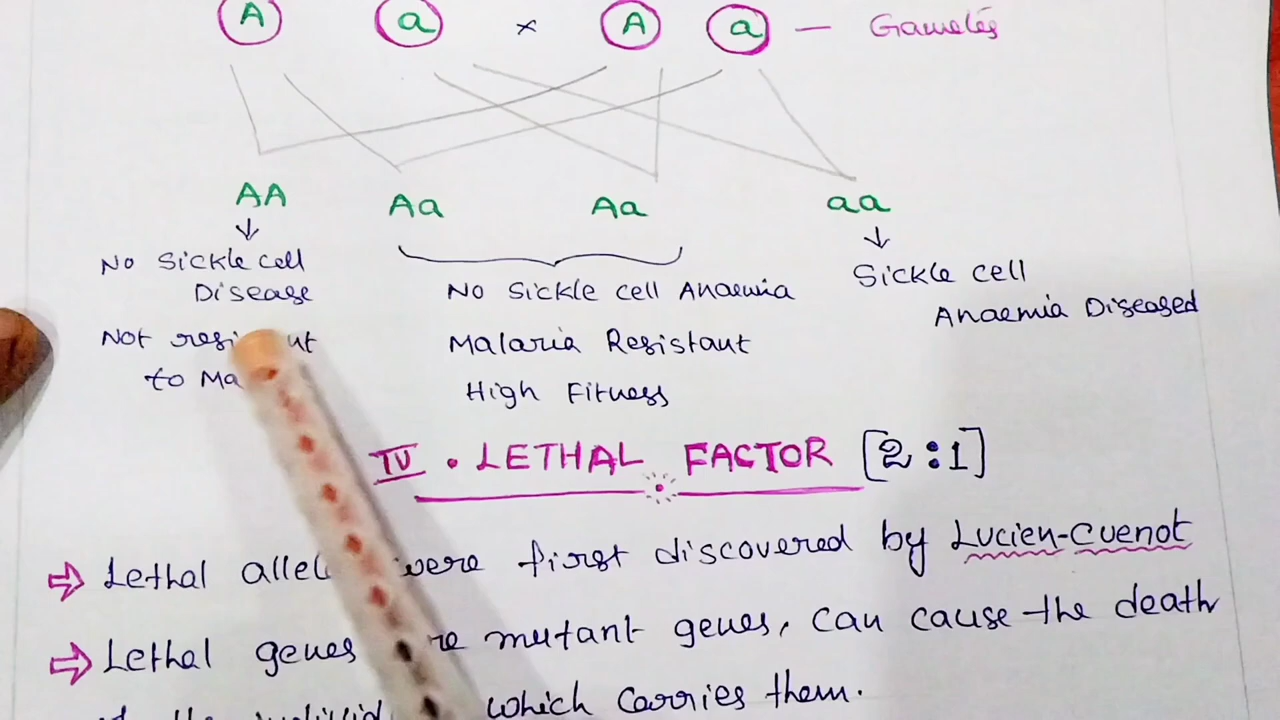 A a × A a — Gametes
AA Aa Aa aa
No Sickle cell
Disease
No Sickle cell Anaemia
Sickle cell
Anaemia Diseased
Not
to
Malaria Resistant
High Fitness
IV . LETHAL FACTOR [2:1]
Lethal were first discovered by Lucien-Cuenot
Lethal genes mutant genes, can cause the death
which carries them.